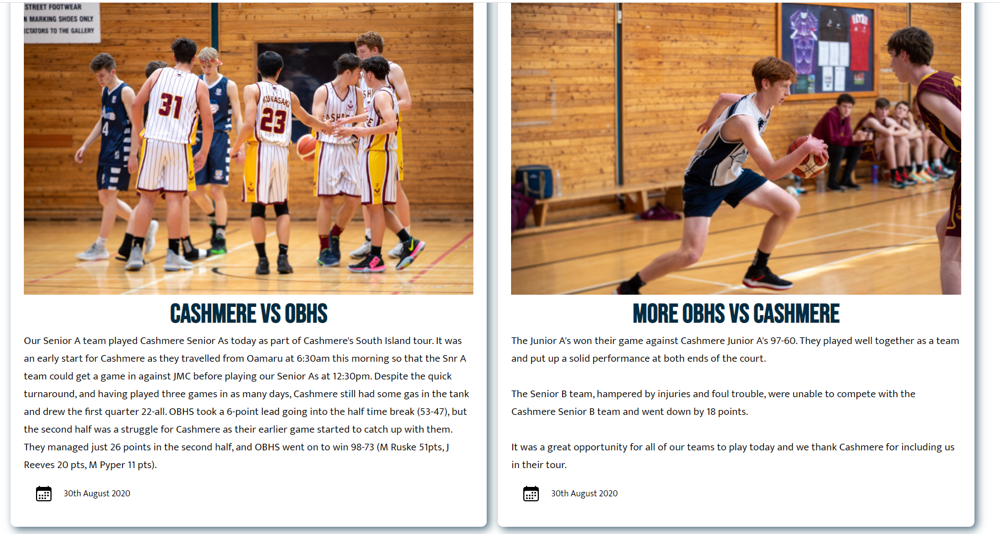 STREET FOOTWEAR
N MARKING SHOES ONLY
ECTATORS TO THE GALLERY
4
31
KUWASAKI
23
CASHMERE VS OBHS
Our Senior A team played Cashmere Senior As today as part of Cashmere's South Island tour. It was
an early start for Cashmere as they travelled from Oamaru at 6:30am this morning so that the Snr A
team could get a game in against JMC before playing our Senior As at 12:30pm. Despite the quick
turnaround, and having played three games in as many days, Cashmere still had some gas in the tank
and drew the first quarter 22-all. OBHS took a 6-point lead going into the half time break (53-47), but
the second half was a struggle for Cashmere as their earlier game started to catch up with them.
They managed just 26 points in the second half, and OBHS went on to win 98-73 (M Ruske 51pts, J
Reeves 20 pts, M Pyper 11 pts).
30th August 2020
MORE OBHS VS CASHMERE
The Junior A's won their game against Cashmere Junior A's 97-60. They played well together as a team
and put up a solid performance at both ends of the court.
The Senior B team, hampered by injuries and foul trouble, were unable to compete with the
Cashmere Senior B team and went down by 18 points.
It was a great opportunity for all of our teams to play today and we thank Cashmere for including us
in their tour.
30th August 2020